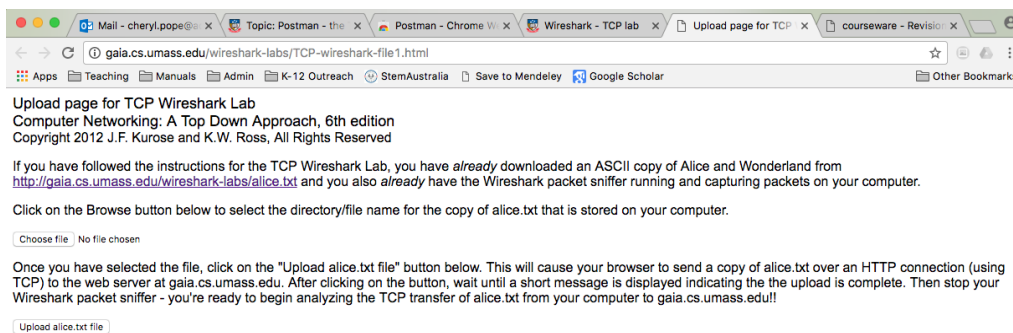 Mail - cheryl.pope@a
Topic: Postman - the
Postman - Chrome W
Wireshark - TCP lab
Upload page for TCP
courseware - Revision
gaia.cs.umass.edu/wireshark-labs/TCP-wireshark-file1.html
Apps Teaching Manuals Admin K-12 Outreach StemAustralia Save to Mendeley Google Scholar Other Bookmarks
Upload page for TCP Wireshark Lab
Computer Networking: A Top Down Approach, 6th edition
Copyright 2012 J.F. Kurose and K.W. Ross, All Rights Reserved
If you have followed the instructions for the TCP Wireshark Lab, you have already downloaded an ASCII copy of Alice and Wonderland from
http://gaia.cs.umass.edu/wireshark-labs/alice.txt and you also already have the Wireshark packet sniffer running and capturing packets on your computer.
Click on the Browse button below to select the directory/file name for the copy of alice.txt that is stored on your computer.
Choose file No file chosen
Once you have selected the file, click on the "Upload alice.txt file" button below. This will cause your browser to send a copy of alice.txt over an HTTP connection (using
TCP) to the web server at gaia.cs.umass.edu. After clicking on the button, wait until a short message is displayed indicating the the upload is complete. Then stop your
Wireshark packet sniffer - you're ready to begin analyzing the TCP transfer of alice.txt from your computer to gaia.cs.umass.edu!!
Upload alice.txt file